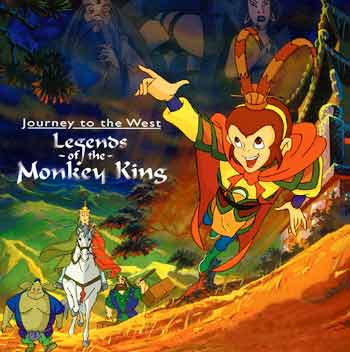 Journey to the West
Legends
- of the -
Monkey King